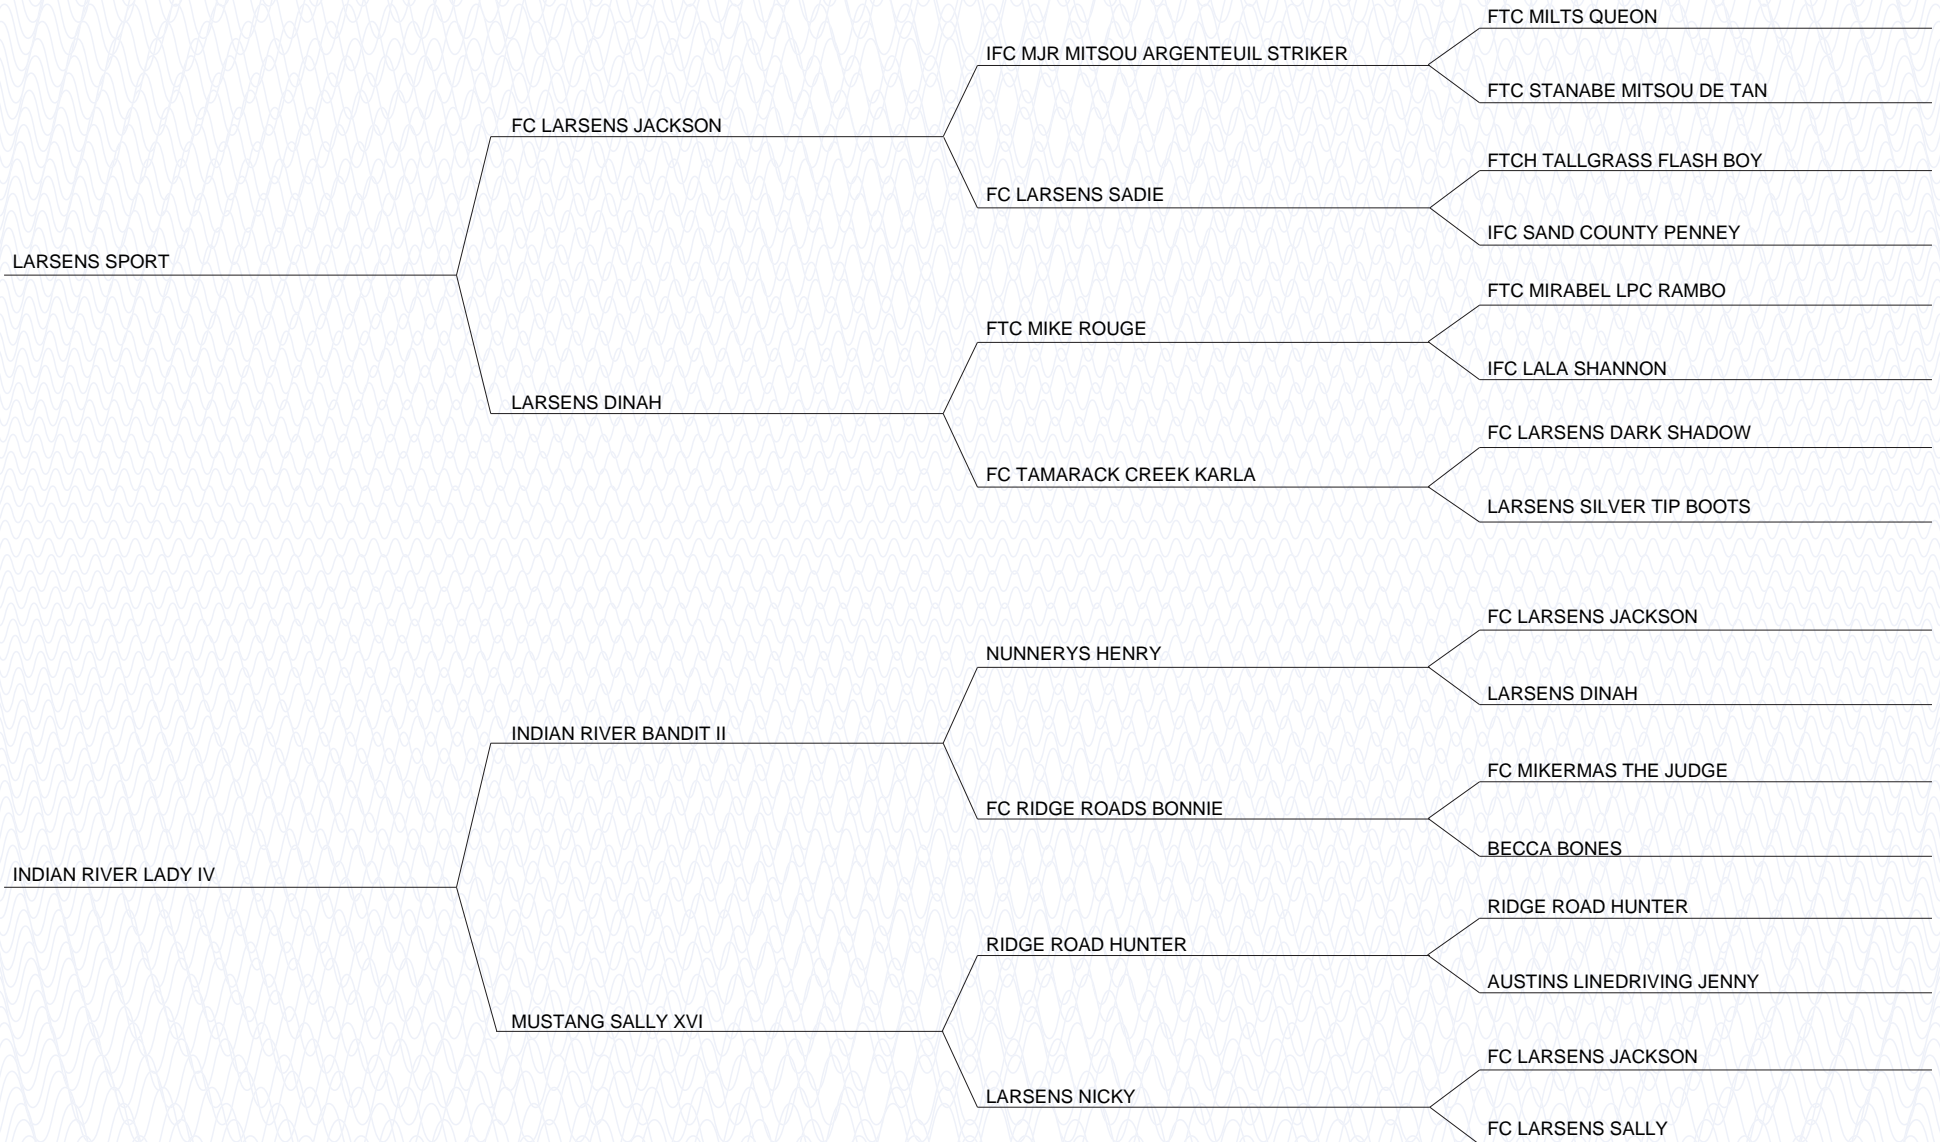 FTC MILTS QUEON
IFC MJR MITSOU ARGENTEUIL STRIKER
FTC STANABE MITSOU DE TAN
FC LARSENS JACKSON
FTCH TALLGRASS FLASH BOY
FC LARSENS SADIE
IFC SAND COUNTY PENNEY
LARSENS SPORT
FTC MIRABEL LPC RAMBO
FTC MIKE ROUGE
IFC LALA SHANNON
LARSENS DINAH
FC LARSENS DARK SHADOW
FC TAMARACK CREEK KARLA
LARSENS SILVER TIP BOOTS
FC LARSENS JACKSON
NUNNERYS HENRY
LARSENS DINAH
INDIAN RIVER BANDIT II
FC MIKERMAS THE JUDGE
FC RIDGE ROADS BONNIE
BECCA BONES
INDIAN RIVER LADY IV
RIDGE ROAD HUNTER
RIDGE ROAD HUNTER
AUSTINS LINEDRIVING JENNY
MUSTANG SALLY XVI
FC LARSENS JACKSON
LARSENS NICKY
FC LARSENS SALLY